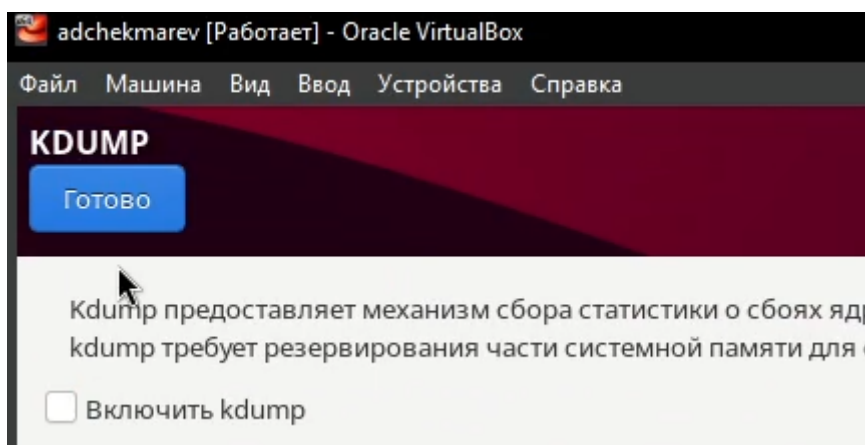 adchekmarev [Работает] - Oracle VirtualBox
Файл Машина Вид Ввод Устройства Справка
KDUMP
Готово
Kdump предоставляет механизм сбора статистики о сбоях яд
kdump требует резервирования части системной памяти для
Включить kdump